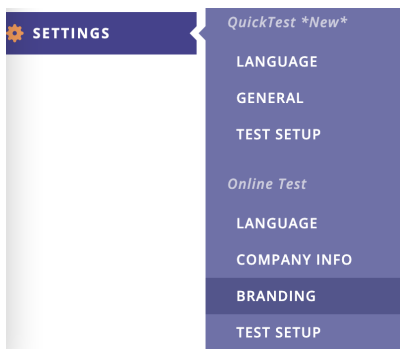 SETTINGS
QuickTest *New*
LANGUAGE
GENERAL
TEST SETUP
Online Test
LANGUAGE
COMPANY INFO
BRANDING
TEST SETUP